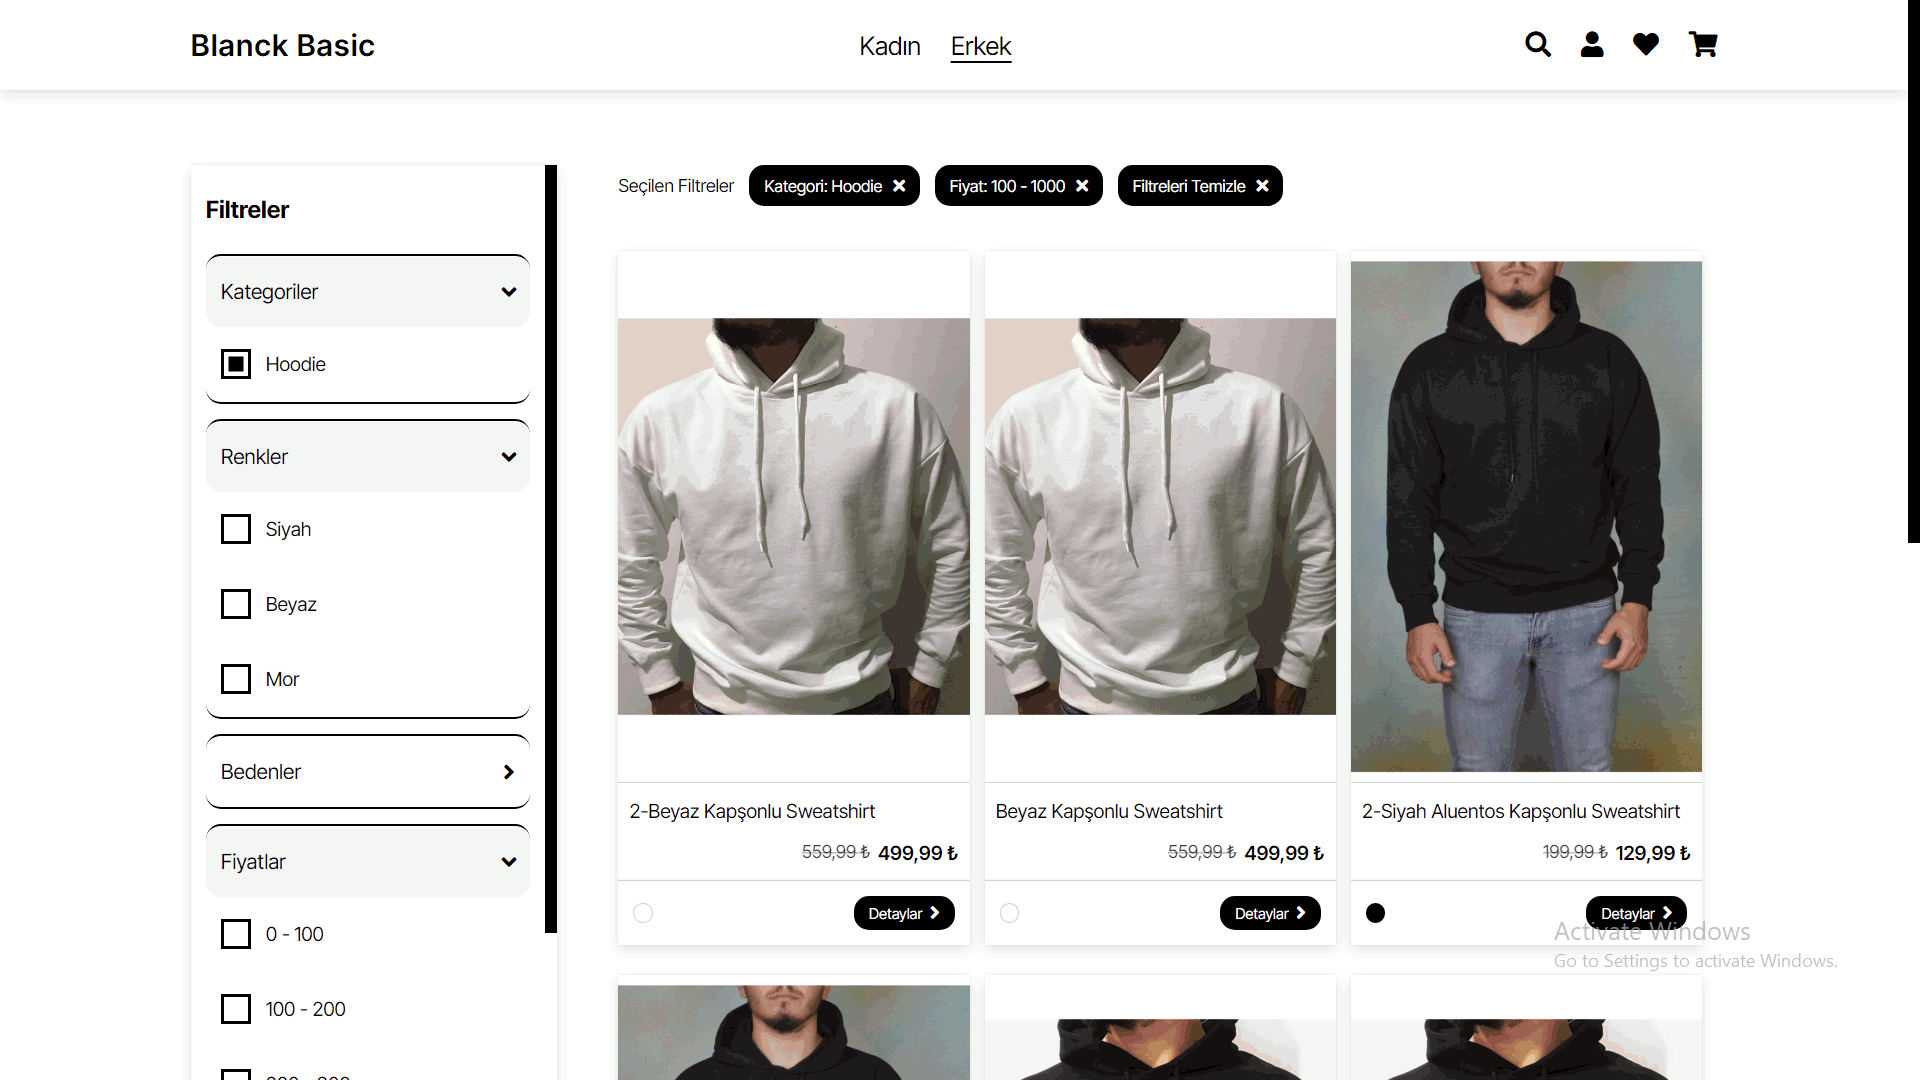 Blanck Basic
Kadın Erkek
Filtreler
Kategoriler
Hoodie
Renkler
Siyah
Beyaz
Mor
Bedenler
Fiyatlar
0 - 100
100 - 200
Seçilen Filtreler
Kategori: Hoodie
Fiyat: 100 - 1000
Filtreleri Temizle
2-Beyaz Kapşonlu Sweatshirt
559,99 ₺ 499,99 ₺
Detaylar
Beyaz Kapşonlu Sweatshirt
559,99 ₺ 499,99 ₺
Detaylar
2-Siyah Aluentos Kapşonlu Sweatshirt
199,99 ₺ 129,99 ₺
Detaylar
Activate Windows
Go to Settings to activate Windows.